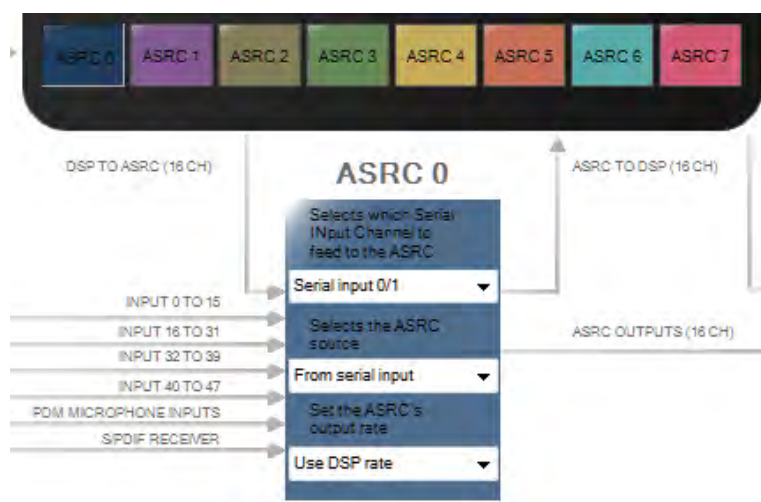 ASRC 0 ASRC 1 ASRC 2 ASRC 3 ASRC 4 ASRC 5 ASRC 6 ASRC 7
DSP TO ASRC (16 CH)
ASRC TO DSP (16 CH)
ASRC 0
Selects which Serial
INput Channel to
feed to the ASRC
Serial input 0/1
INPUT 0 TO 15
INPUT 16 TO 31
INPUT 32 TO 39
INPUT 40 TO 47
PDM MICROPHONE INPUTS
S/PDIF RECEIVER
Selects the ASRC
source
From serial input
Set the ASRC's
output rate
Use DSP rate
ASRC OUTPUTS (16 CH)